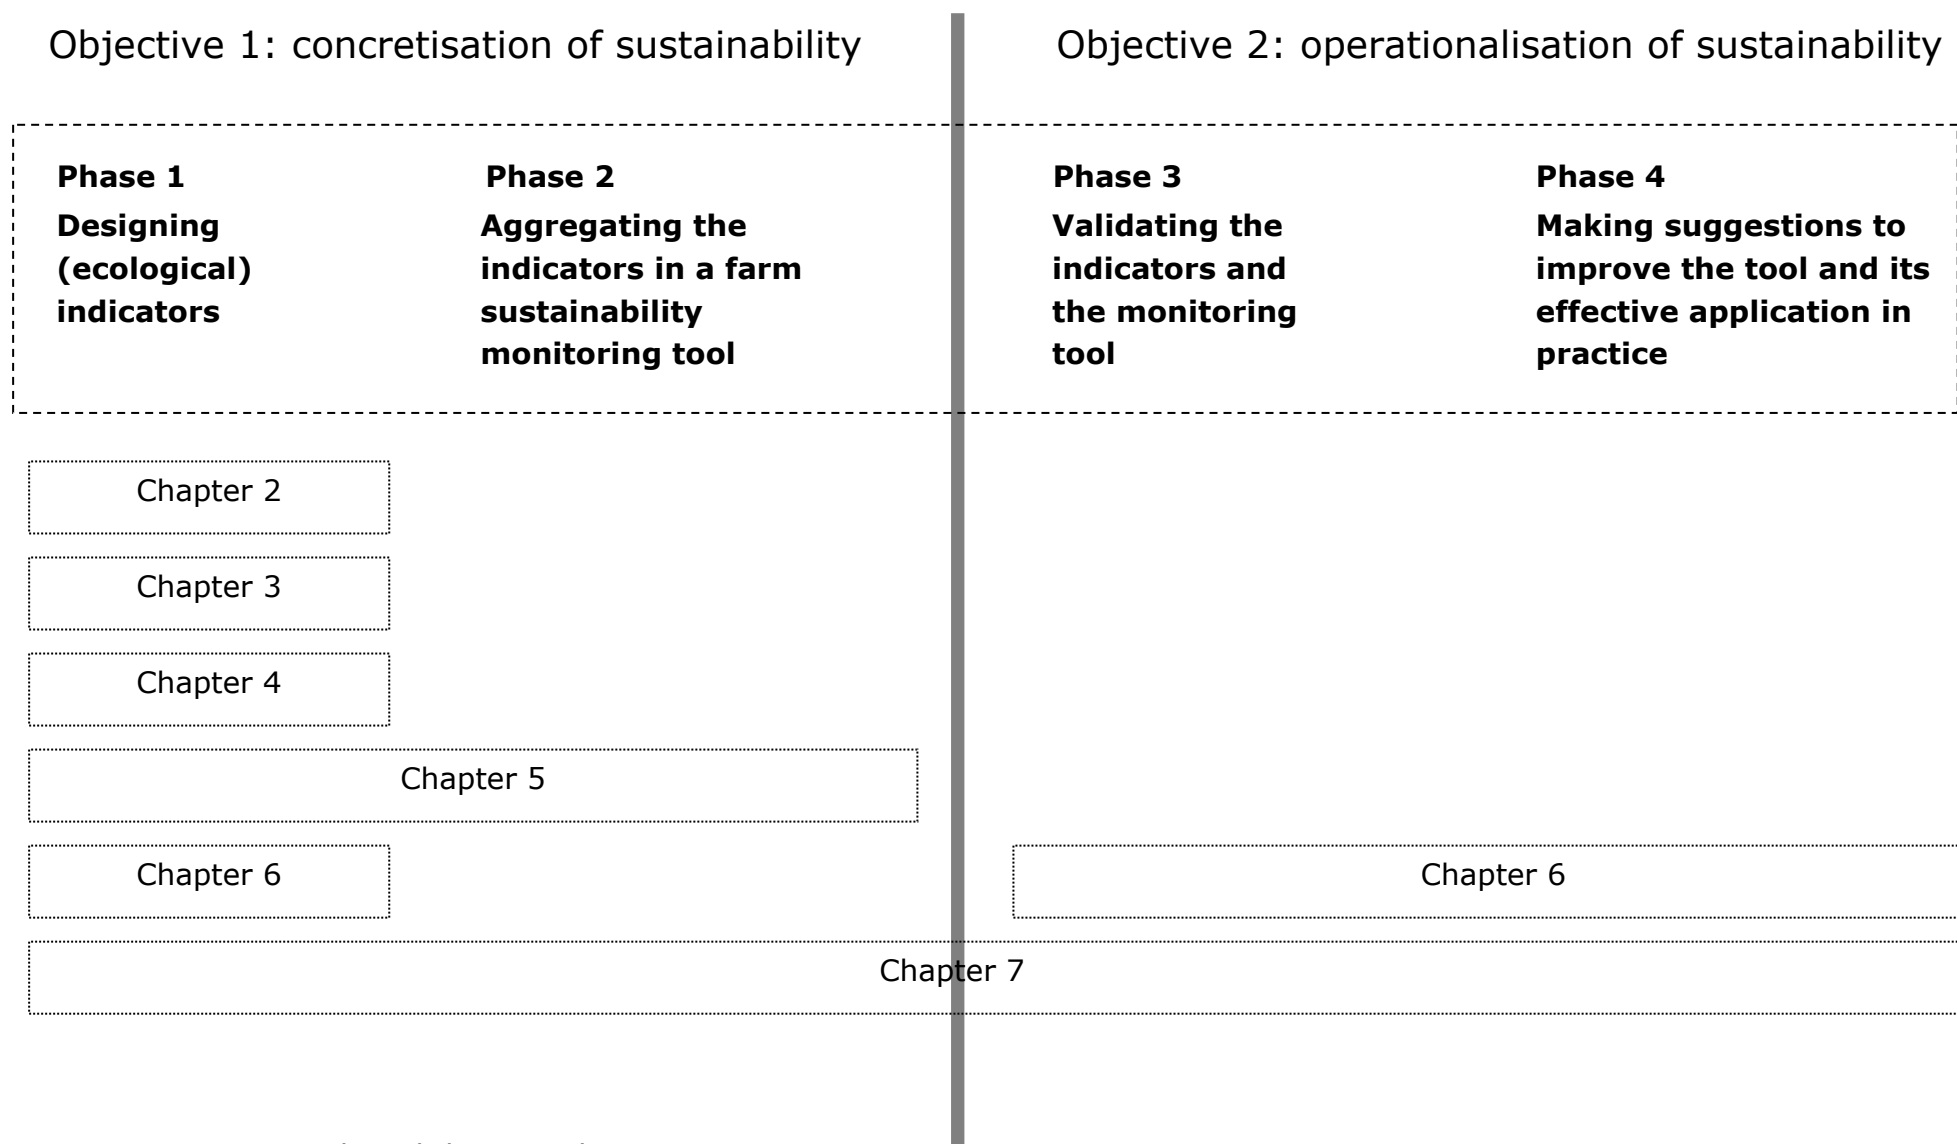 Objective 1: concretisation of sustainability
Objective 2: operationalisation of sustainability
Phase 1
Designing
(ecological)
indicators
Phase 2
Aggregating the
indicators in a farm
sustainability
monitoring tool
Phase 3
Validating the
indicators and
the monitoring
tool
Phase 4
Making suggestions to
improve the tool and its
effective application in
practice
Chapter 2
Chapter 3
Chapter 4
Chapter 5
Chapter 6
Chapter 6
Chapter 7